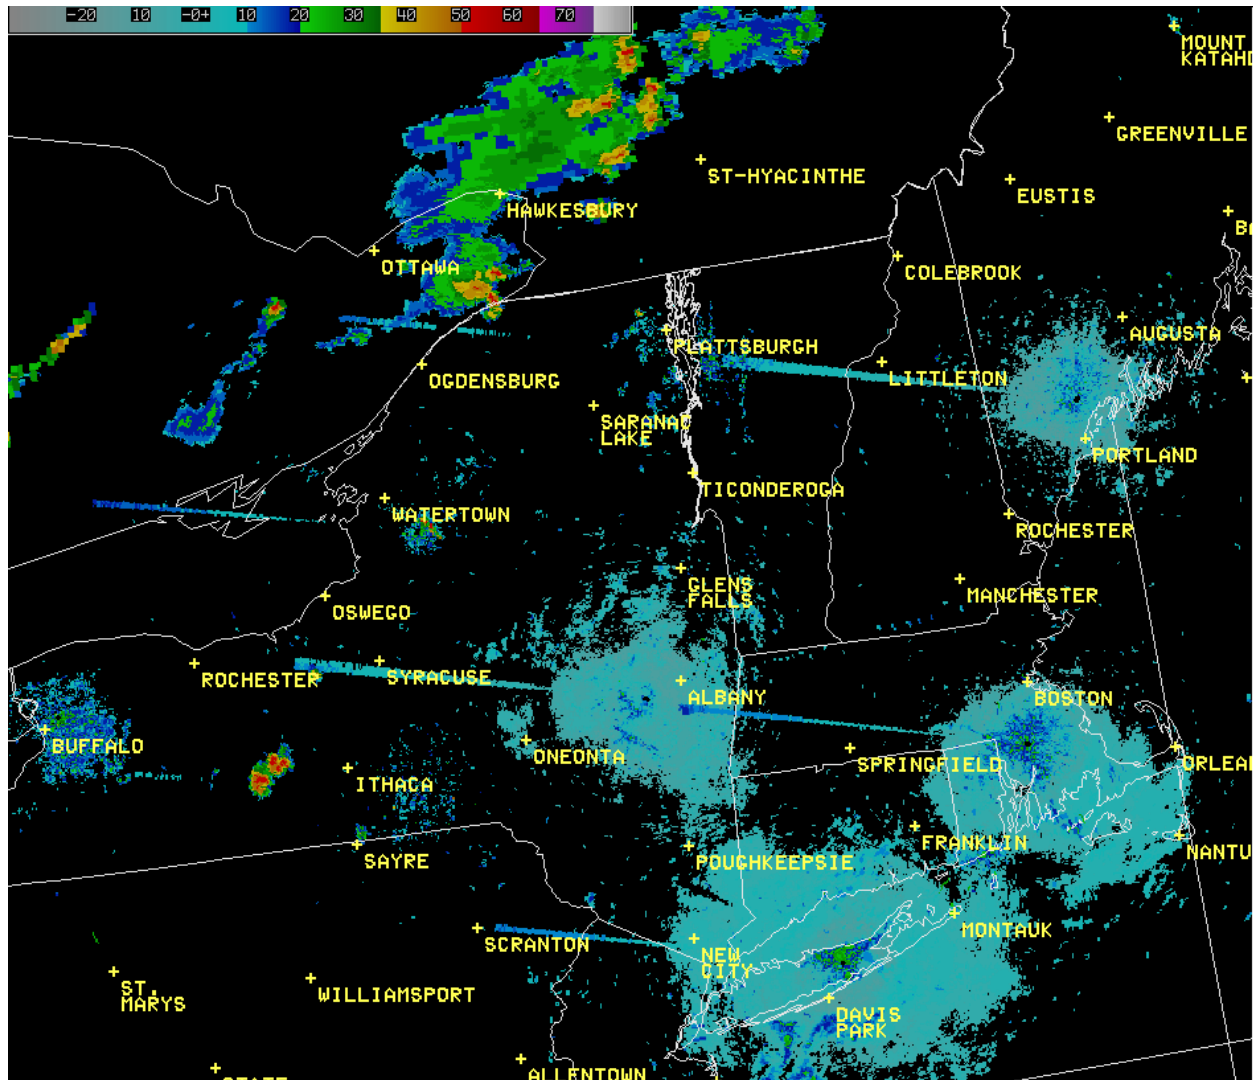 -20 10 -0+ 10 20 30 40 50 60 70
MOUNT
KATAHD
GREENVILLE
ST-HYACINTHE
EUSTIS
HAWKESBURY
BA
OTTAWA
COLEBROOK
AUGUSTA
PLATTSBURGH
OGDENSBURG
LITTLETON
SARANAC
LAKE
PORTLAND
TICONDEROGA
WATERTOWN
ROCHESTER
GLENS
FALLS
MANCHESTER
OSWEGO
ROCHESTER
SYRACUSE
ALBANY
BOSTON
BUFFALO
ONEONTA
SPRINGFIELD
ORLEA
ITHACA
SAYRE
POUGHKEEPSIE
FRANKLIN
NANTU
SCRANTON
NEW
CITY
MONTAUK
ST.
MARYS
WILLIAMSPORT
DAVIS
PARK
ALLENTOWN